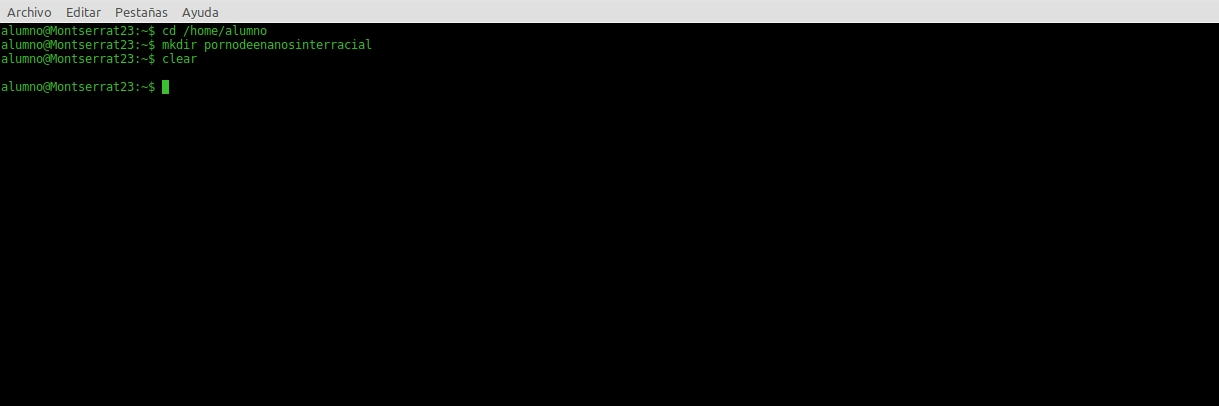 Archivo Editar Pestañas Ayuda
alumno@Montserrat23:~$ cd /home/alumno
alumno@Montserrat23:~$ mkdir pornodeenanosinterracial
alumno@Montserrat23:~$ clear
alumno@Montserrat23:~$